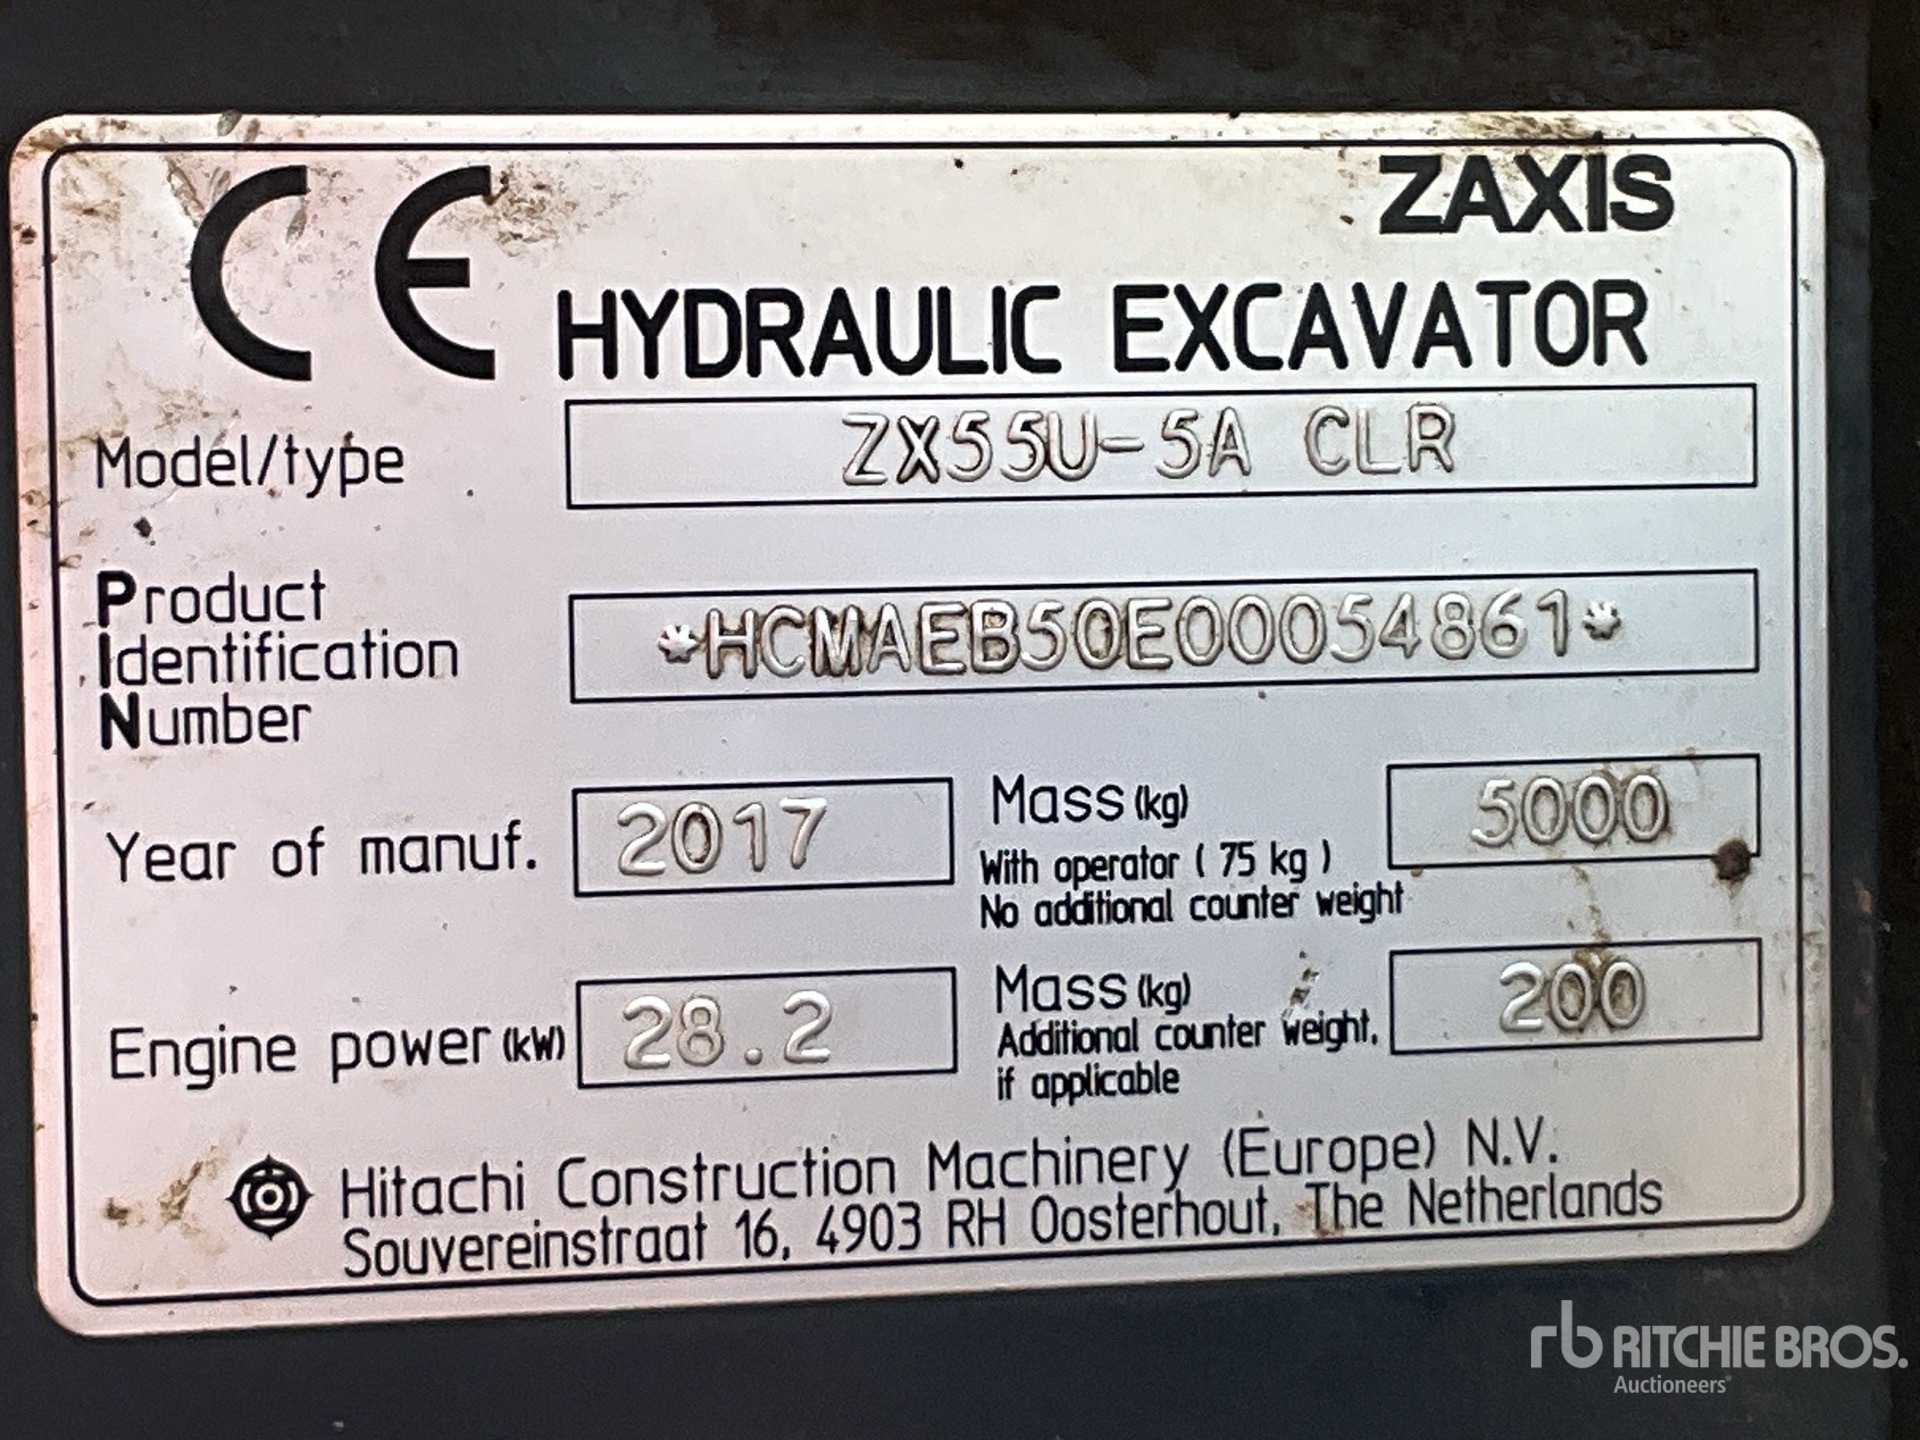 CE
ZAXIS
HYDRAULIC EXCAVATOR
Model/type
ZX55U-5A CLR
Product
Identification
Number
*HCMAEB50E00054861*
Year of manuf.
2017
Mass (kg)
With operator ( 75 kg )
No additional counter weight
5000
Engine power (kW)
28.2
Mass (kg)
Additional counter weight,
if applicable
200
Hitachi Construction Machinery (Europe) N.V.
Souvereinstraat 16, 4903 RH Oosterhout, The Netherlands
rb RITCHIE BROS.
Auctioneers